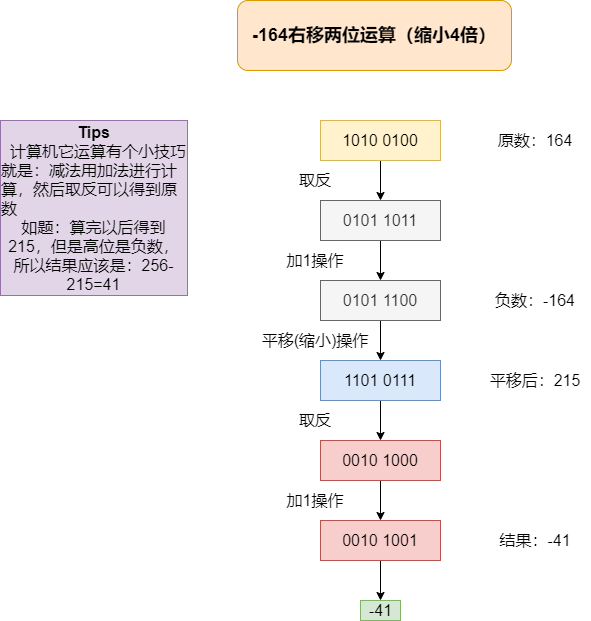 -164右移两位运算（缩小4倍）
Tips
计算机它运算有个小技巧
就是：减法用加法进行计
算，然后取反可以得到原
数
如题：算完以后得到
215，但是高位是负数，
所以结果应该是：256-
215=41
1010 0100
原数：164
取反
0101 1011
加1操作
0101 1100
负数：-164
平移(缩小)操作
1101 0111
平移后：215
取反
0010 1000
加1操作
0010 1001
结果：-41
-41